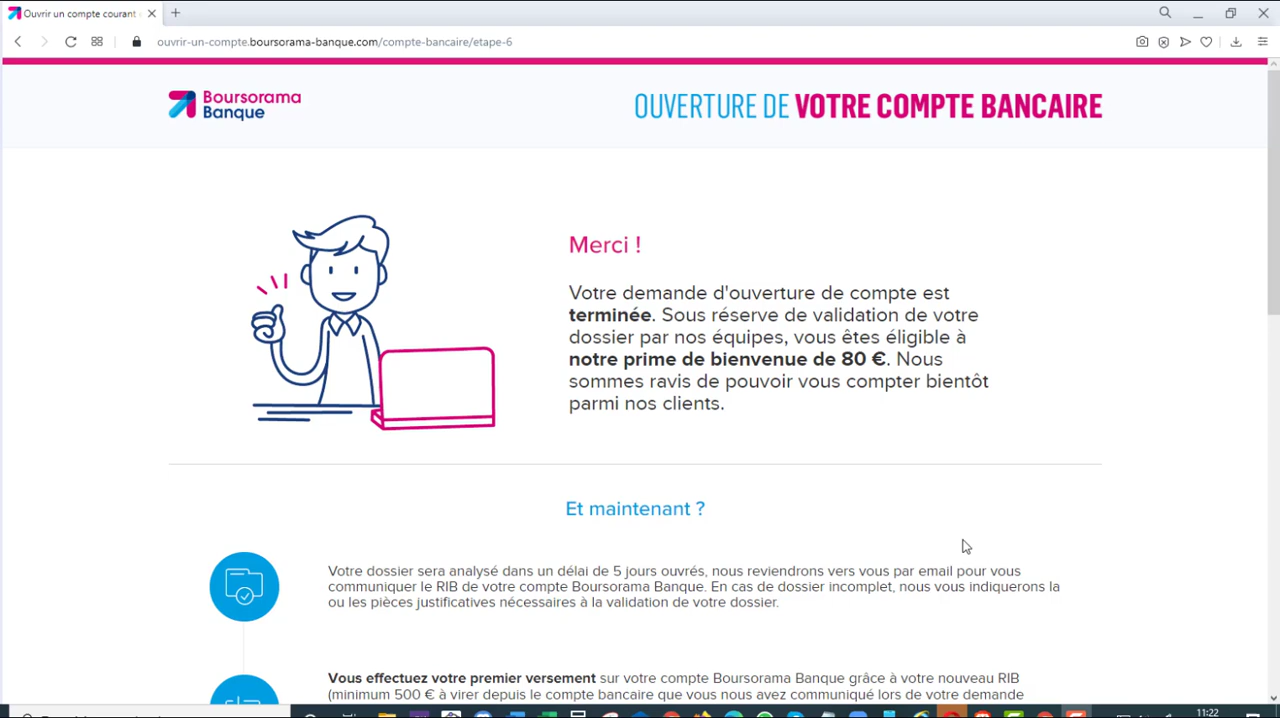 Ouvrir un compte courant
ouvrir-un-compte.boursorama-banque.com/compte-bancaire/etape-6
Boursorama
Banque
OUVERTURE DE VOTRE COMPTE BANCAIRE
Merci !
Votre demande d'ouverture de compte est
terminée. Sous réserve de validation de votre
dossier par nos équipes, vous êtes éligible à
notre prime de bienvenue de 80 €. Nous
sommes ravis de pouvoir vous compter bientôt
parmi nos clients.
Et maintenant ?
Votre dossier sera analysé dans un délai de 5 jours ouvrés, nous reviendrons vers vous par email pour vous
communiquer le RIB de votre compte Boursorama Banque. En cas de dossier incomplet, nous vous indiquerons la
ou les pièces justificatives nécessaires à la validation de votre dossier.
Vous effectuez votre premier versement sur votre compte Boursorama Banque grâce à votre nouveau RIB
(minimum 500 € à virer depuis le compte bancaire que vous nous avez communiqué lors de votre demande
11:22